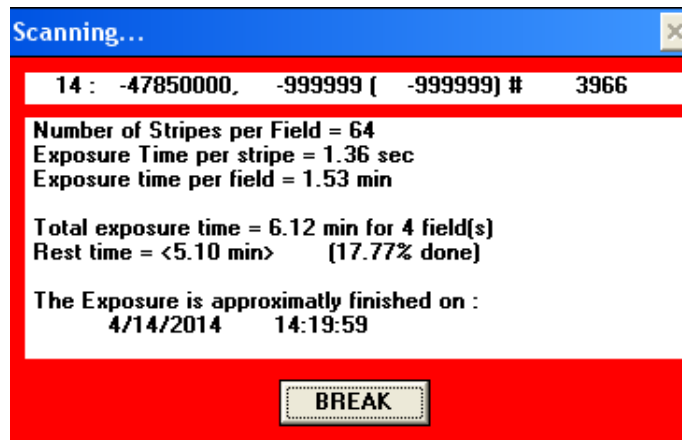 Scanning...
14 : -47850000, -999999 ( -999999) # 3966
Number of Stripes per Field = 64
Exposure Time per stripe = 1.36 sec
Exposure time per field = 1.53 min
Total exposure time = 6.12 min for 4 field(s)
Rest time = <5.10 min> (17.77% done)
The Exposure is approximatly finished on :
4/14/2014 14:19:59
BREAK